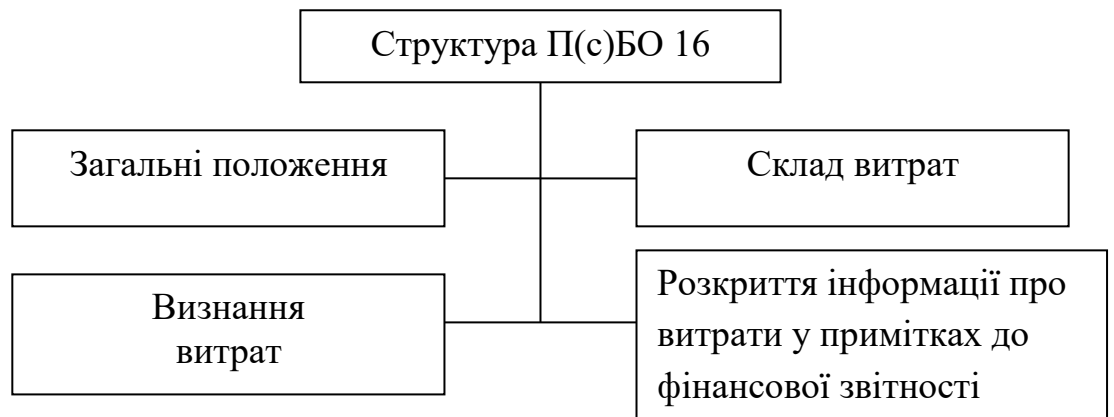 Структура П(с)БО 16
Загальні положення
Склад витрат
Визнання
витрат
Розкриття інформації про
витрати у примітках до
фінансової звітності